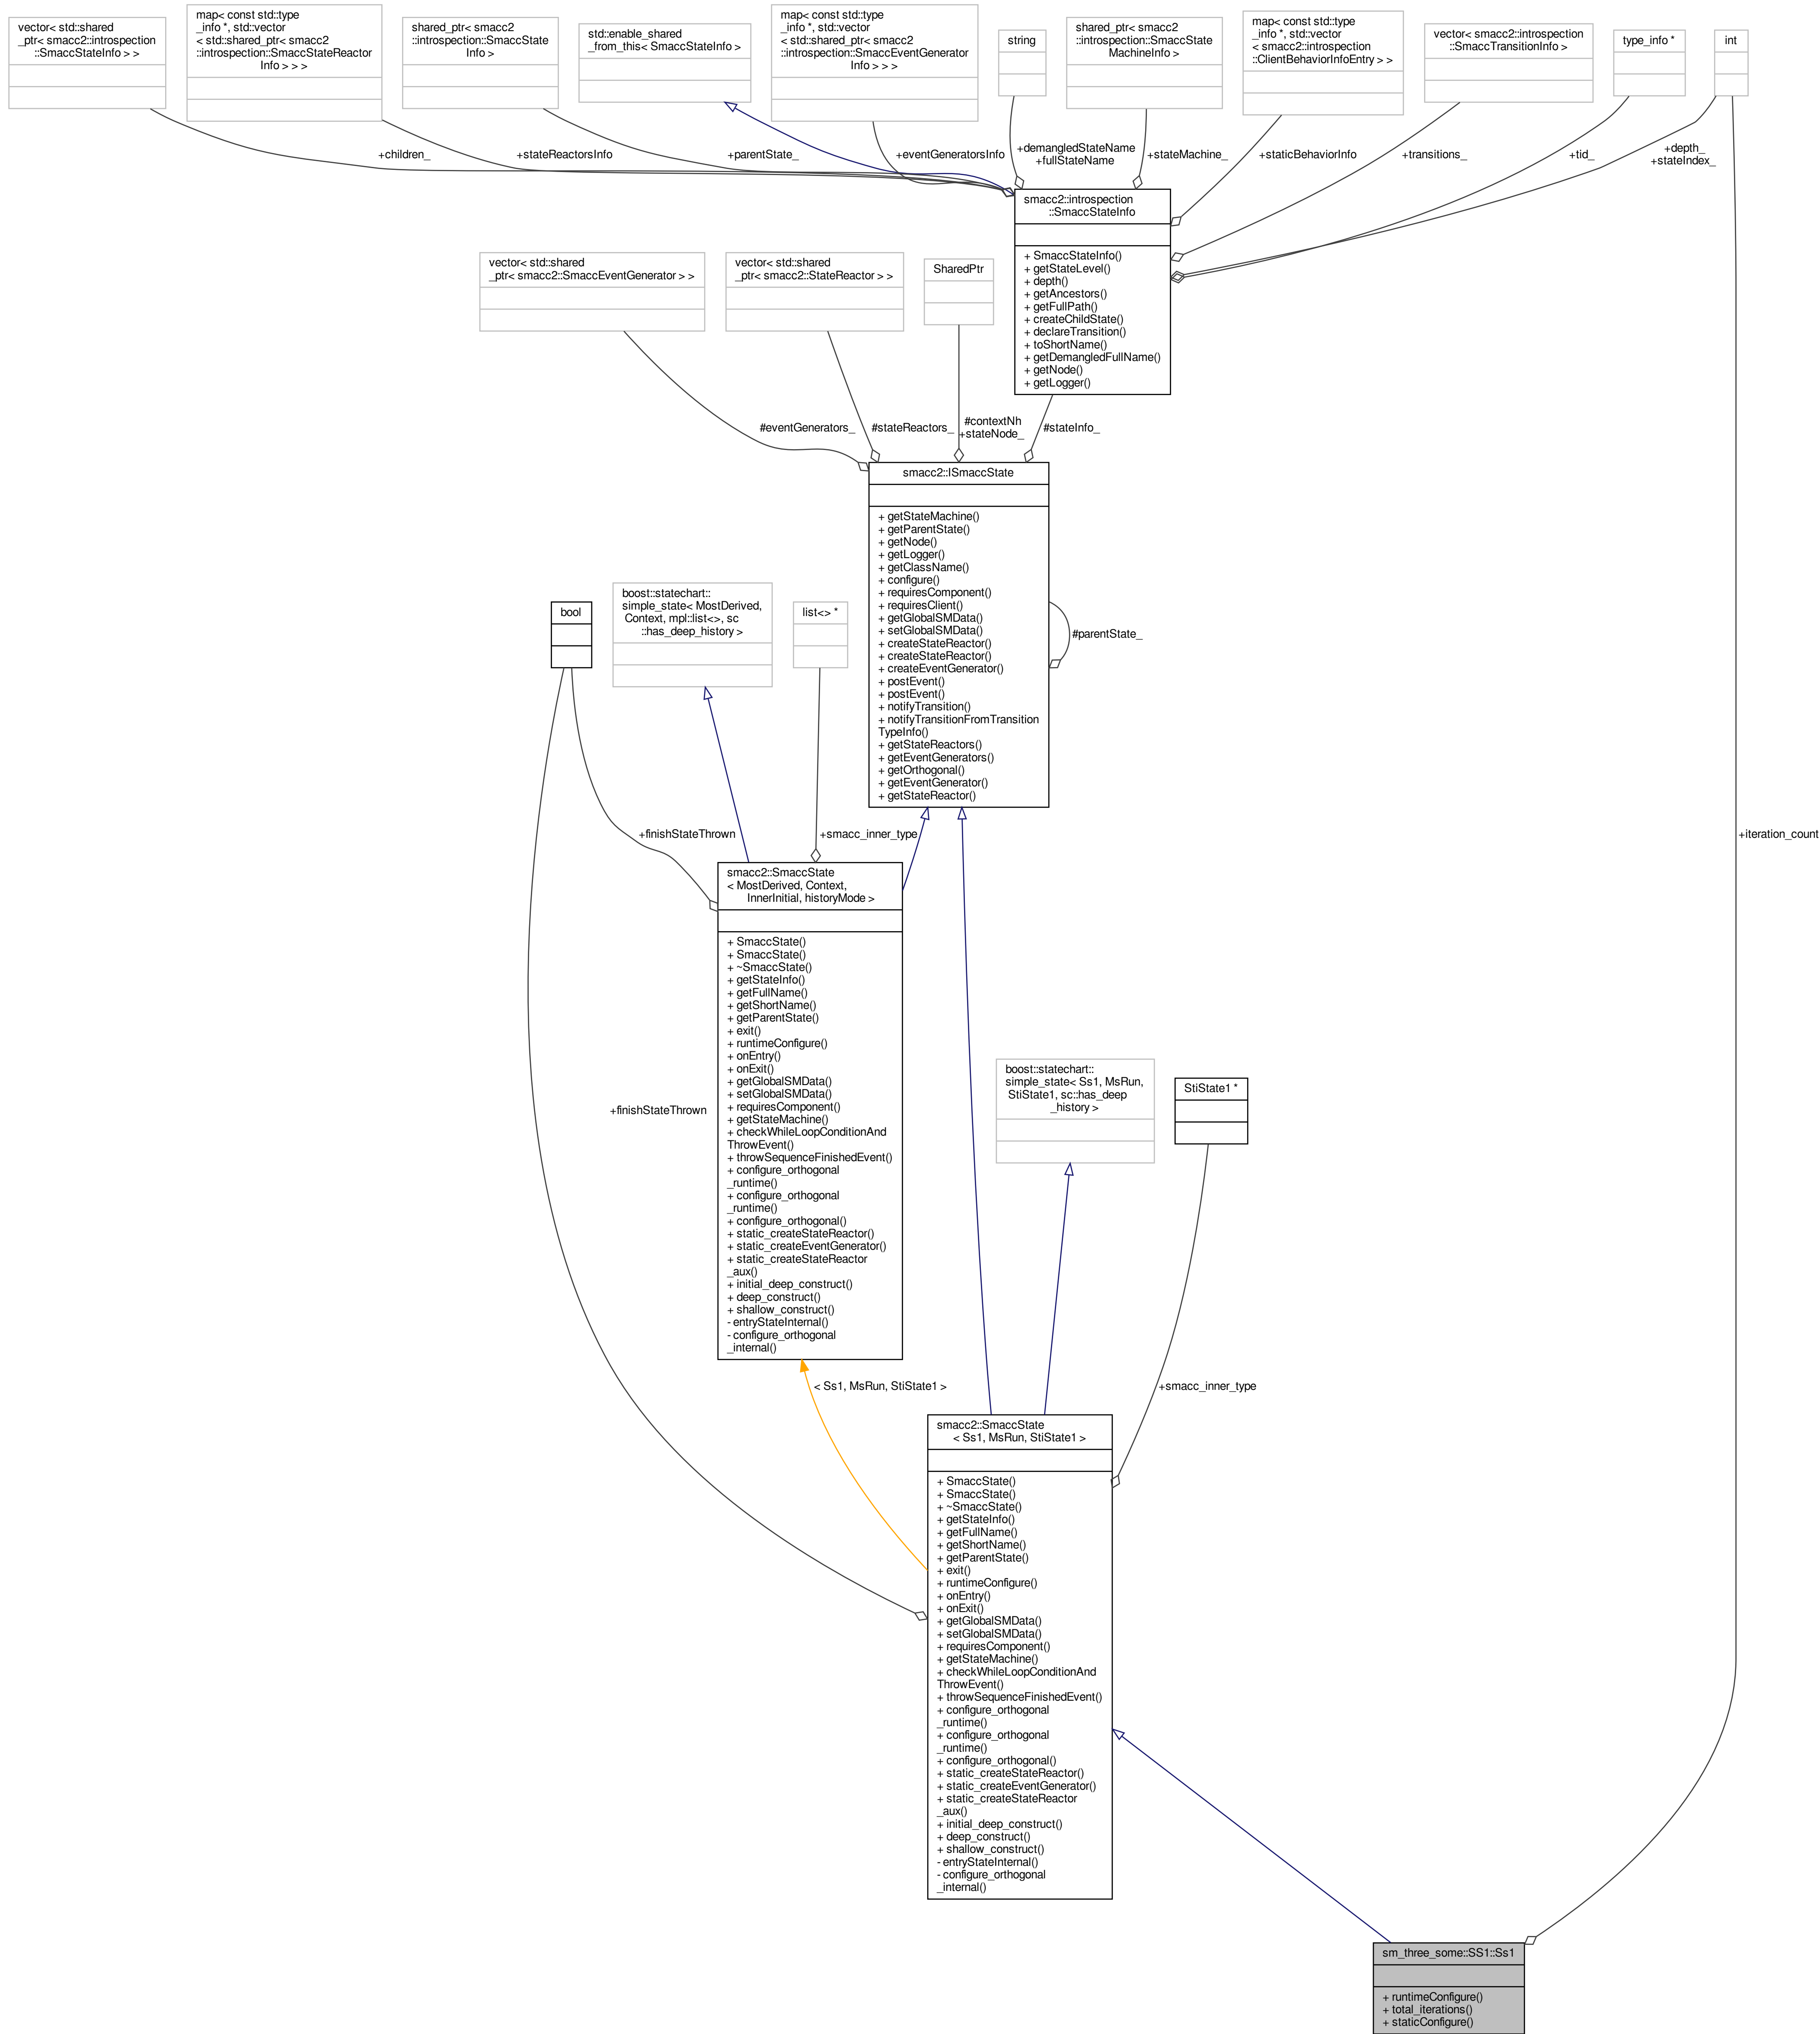 vector< std::shared
_ptr< smacc2::introspection
::SmaccStateInfo > >
map< const std::type
_info *, std::vector
< std::shared_ptr< smacc2
::introspection::SmaccStateReactor
Info > > >
shared_ptr< smacc2
::introspection::SmaccState
Info >
std::enable_shared
_from_this< SmaccStateInfo >
map< const std::type
_info *, std::vector
< std::shared_ptr< smacc2
::introspection::SmaccEventGenerator
Info > > >
string
shared_ptr< smacc2
::introspection::SmaccState
MachineInfo >
map< const std::type
_info *, std::vector
< smacc2::introspection
::ClientBehaviorInfoEntry > >
vector< smacc2::introspection
::SmaccTransitionInfo >
type_info *
int
+children_
+stateReactorsInfo
+parentState_
+eventGeneratorsInfo
+demangledStateName
+fullStateName
+stateMachine_
+staticBehaviorInfo
+transitions_
+tid_
+depth_
+stateIndex_
smacc2::introspection
::SmaccStateInfo
+ SmaccStateInfo()
+ getStateLevel()
+ depth()
+ getAncestors()
+ getFullPath()
+ createChildState()
+ declareTransition()
+ toShortName()
+ getDemangledFullName()
+ getNode()
+ getLogger()
vector< std::shared
_ptr< smacc2::SmaccEventGenerator > >
vector< std::shared
_ptr< smacc2::StateReactor > >
SharedPtr
#eventGenerators_
#stateReactors_
#contextNh
+stateNode_
#stateInfo_
smacc2::ISmaccState
+ getStateMachine()
+ getParentState()
+ getNode()
+ getLogger()
+ getClassName()
+ configure()
+ requiresComponent()
+ requiresClient()
+ getGlobalSMData()
+ setGlobalSMData()
+ createStateReactor()
+ createStateReactor()
+ createEventGenerator()
+ postEvent()
+ postEvent()
+ notifyTransition()
+ notifyTransitionFromTransition
TypeInfo()
+ getStateReactors()
+ getEventGenerators()
+ getOrthogonal()
+ getEventGenerator()
+ getStateReactor()
#parentState_
bool
boost::statechart::
simple_state< MostDerived,
Context, mpl::list<>, sc
::has_deep_history >
list<> *
+finishStateThrown
+smacc_inner_type
+iteration_count
smacc2::SmaccState
< MostDerived, Context,
InnerInitial, historyMode >
+ SmaccState()
+ SmaccState()
+ ~SmaccState()
+ getStateInfo()
+ getFullName()
+ getShortName()
+ getParentState()
+ exit()
+ runtimeConfigure()
+ onEntry()
+ onExit()
+ getGlobalSMData()
+ setGlobalSMData()
+ requiresComponent()
+ getStateMachine()
+ checkWhileLoopConditionAnd
ThrowEvent()
+ throwSequenceFinishedEvent()
+ configure_orthogonal
_runtime()
+ configure_orthogonal
_runtime()
+ configure_orthogonal()
+ static_createStateReactor()
+ static_createEventGenerator()
+ static_createStateReactor
_aux()
+ initial_deep_construct()
+ deep_construct()
+ shallow_construct()
- entryStateInternal()
- configure_orthogonal
_internal()
+finishStateThrown
boost::statechart::
simple_state< Ss1, MsRun,
StiState1, sc::has_deep
_history >
StiState1 *
< Ss1, MsRun, StiState1 >
+smacc_inner_type
smacc2::SmaccState
< Ss1, MsRun, StiState1 >
+ SmaccState()
+ SmaccState()
+ ~SmaccState()
+ getStateInfo()
+ getFullName()
+ getShortName()
+ getParentState()
+ exit()
+ runtimeConfigure()
+ onEntry()
+ onExit()
+ getGlobalSMData()
+ setGlobalSMData()
+ requiresComponent()
+ getStateMachine()
+ checkWhileLoopConditionAnd
ThrowEvent()
+ throwSequenceFinishedEvent()
+ configure_orthogonal
_runtime()
+ configure_orthogonal
_runtime()
+ configure_orthogonal()
+ static_createStateReactor()
+ static_createEventGenerator()
+ static_createStateReactor
_aux()
+ initial_deep_construct()
+ deep_construct()
+ shallow_construct()
- entryStateInternal()
- configure_orthogonal
_internal()
sm_three_some::SS1::Ss1
+ runtimeConfigure()
+ total_iterations()
+ staticConfigure()